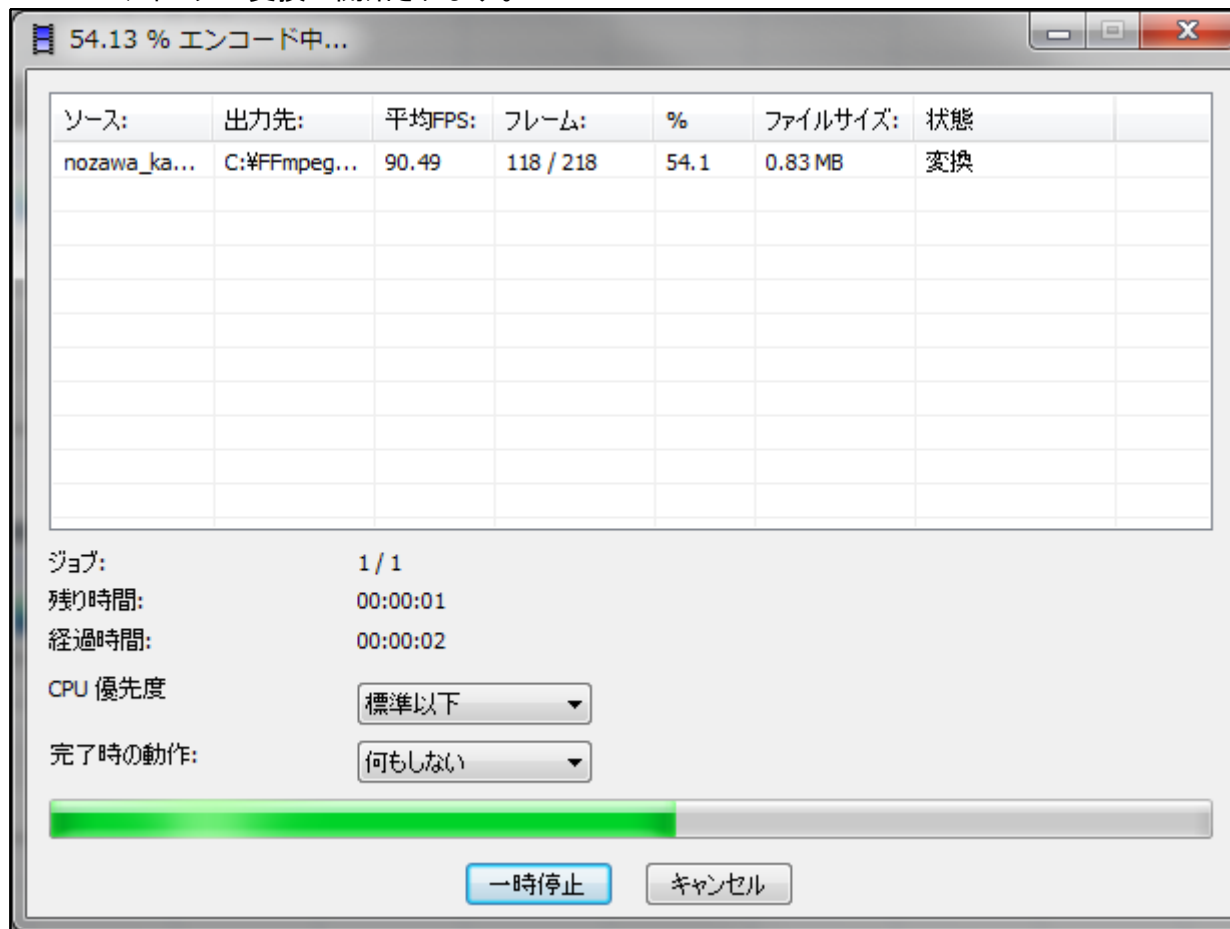 54.13 % エンコード中...
ソース: 出力先: 平均FPS: フレーム: % ファイルサイズ: 状態
nozawa_ka... C:¥FFmpeg... 90.49 118 / 218 54.1 0.83 MB 変換
ジョブ: 1 / 1
残り時間: 00:00:01
経過時間: 00:00:02
CPU 優先度 標準以下
完了時の動作: 何もしない
一時停止 キャンセル